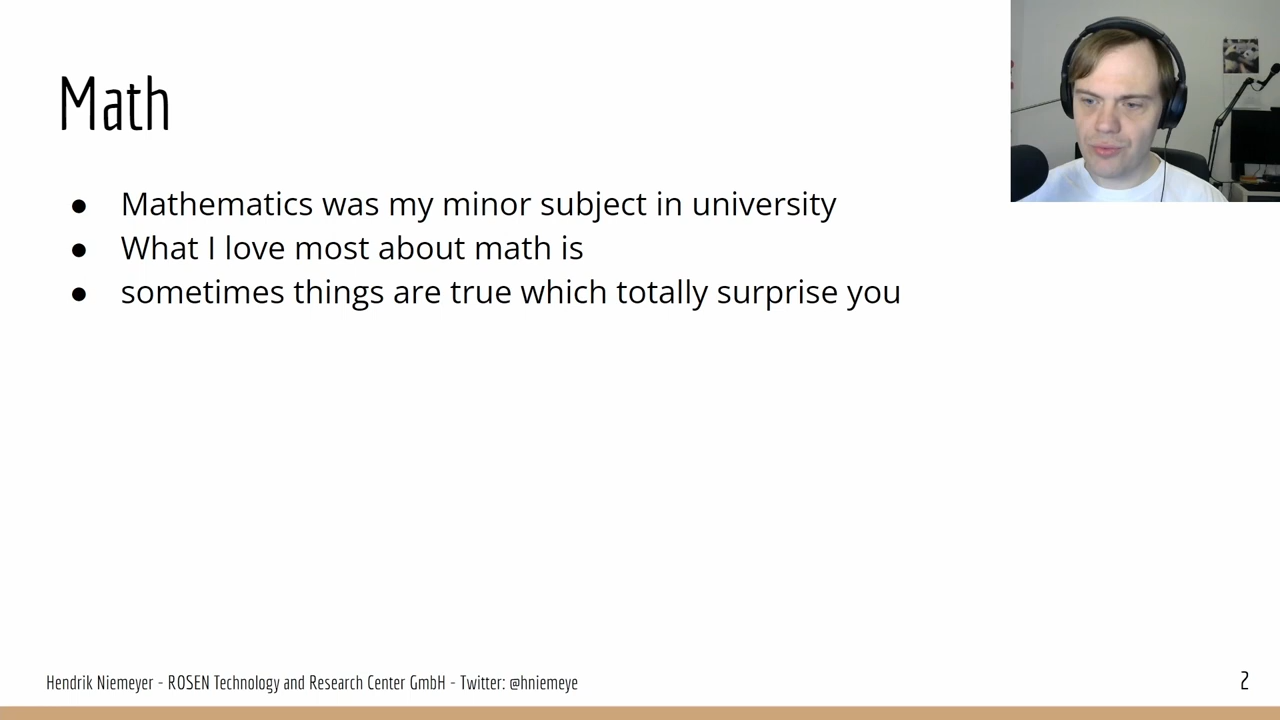 Math
● Mathematics was my minor subject in university
● What I love most about math is
● sometimes things are true which totally surprise you
Hendrik Niemeyer - ROSEN Technology and Research Center GmbH - Twitter: @hniemeye
2